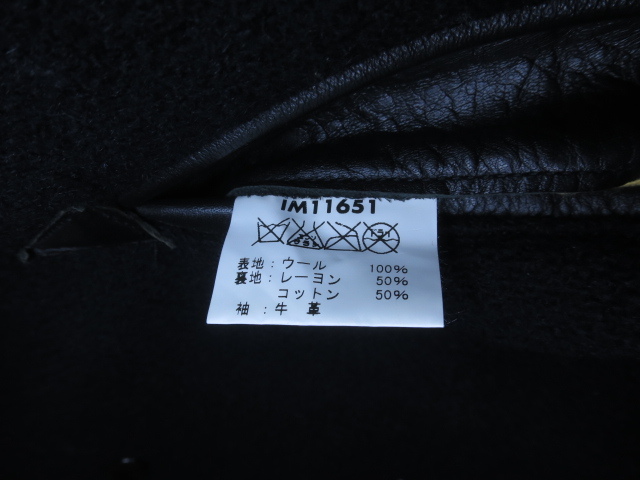 IM11651
表地：ウール 100%
裏地：レーヨン 50%
コットン 50%
袖：牛 革